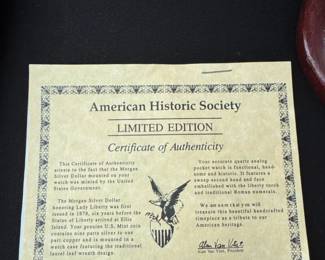 American Historic Society
LIMITED EDITION
Certificate of Authenticity
This Certificate of Authenticity
attests to the fact that the Morgan
Silver Dollar mounted on your
watch was minted by the United
States Government.
The Morgan Silver Dollar
honoring Lady Liberty was first
issued in 1878, six years before the
Statue of Liberty arrived at Ellis
Island. Your genuine U.S. Mint coin
contains nine parts silver to one
part copper and is mounted in a
watch case featuring the traditional
laurel leaf wreath design.
Your accurate quartz analog
pocket watch is functional, hand-
some and historic. It features a
sweep second hand and face
embellished with the liberty torch
and traditional Roman numerals.
We are sure that you will
treasure this beautiful handcrafted
timepiece as a tribute to our
American heritage.